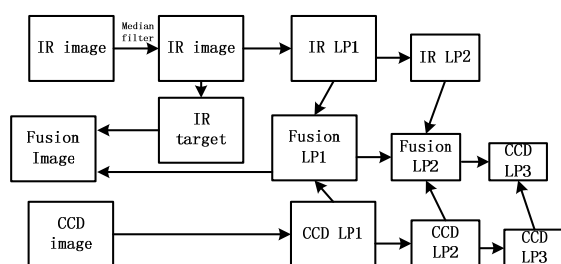 IR image
Median
filter
IR image
IR LP1
IR LP2
IR
target
Fusion
Image
Fusion
LP1
Fusion
LP2
CCD
LP3
CCD
image
CCD LP1
CCD
LP2
CCD
LP3